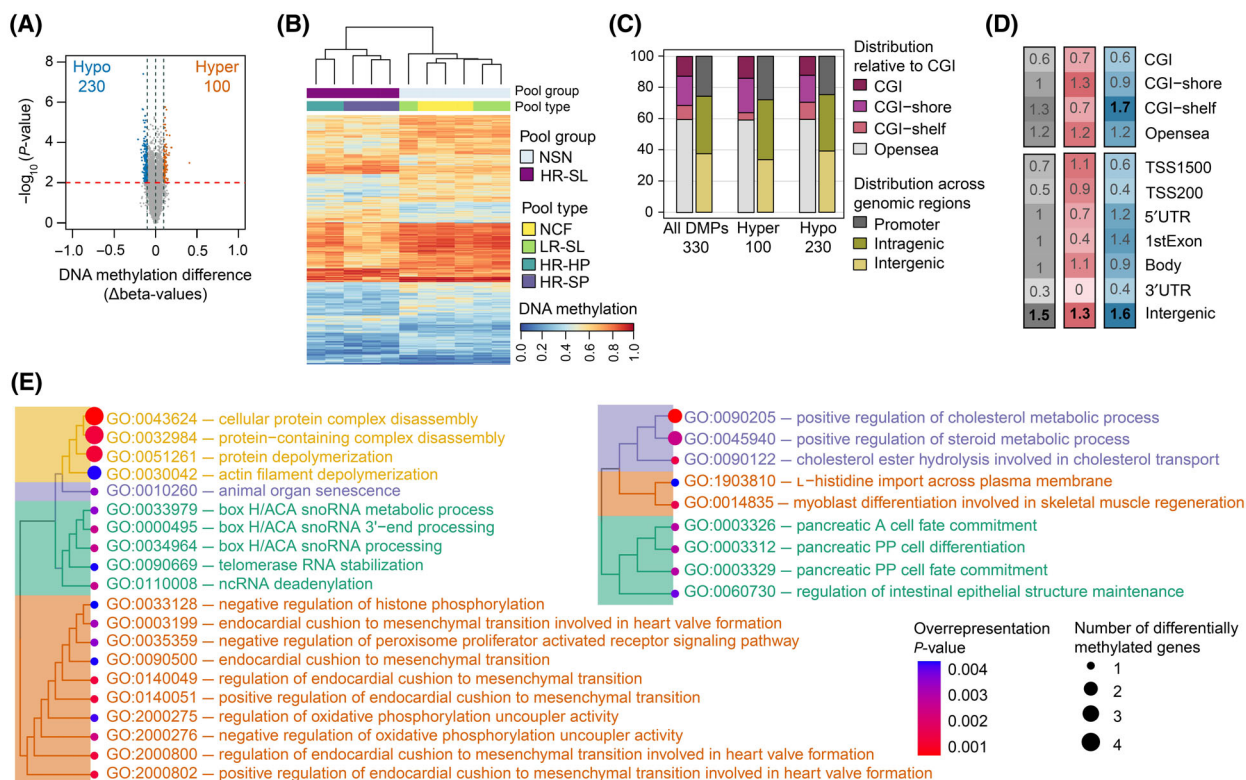 (A)
Hypo
230
Hyper
100
8
6
4
2
0
−log10 (P-value)
−1.0
−0.5
0
0.5
1.0
DNA methylation difference
(Δbeta-values)
(B)
Pool group
Pool type
Pool group
NSN
HR-SL
Pool type
NCF
LR-SL
HR-HP
HR-SP
DNA methylation
0.0
0.2
0.4
0.6
0.8
1.0
(C)
100
80
60
40
20
0
All DMPs
330
Hyper
100
Hypo
230
Distribution
relative to CGI
CGI
CGI−shore
CGI−shelf
Opensea
Distribution across
genomic regions
Promoter
Intragenic
Intergenic
(D)
0.6 0.7 0.6 CGI
1 1.3 0.9 CGI−shore
1.3 0.7 1.7 CGI−shelf
1.2 1.2 1.2 Opensea
0.7 1.1 0.6 TSS1500
0.5 0.9 0.4 TSS200
1 0.7 1.2 5′UTR
1 0.4 1.4 1stExon
1 1.1 0.9 Body
0.3 0 0.4 3′UTR
1.5 1.3 1.6 Intergenic
(E)
GO:0043624 — cellular protein complex disassembly
GO:0032984 — protein-containing complex disassembly
GO:0051261 — protein depolymerization
GO:0030042 — actin filament depolymerization
GO:0010260 — animal organ senescence
GO:0033979 — box H/ACA snoRNA metabolic process
GO:0000495 — box H/ACA snoRNA 3'−end processing
GO:0034964 — box H/ACA snoRNA processing
GO:0090669 — telomerase RNA stabilization
GO:0110008 — ncRNA deadenylation
GO:0033128 — negative regulation of histone phosphorylation
GO:0003199 — endocardial cushion to mesenchymal transition involved in heart valve formation
GO:0035359 — negative regulation of peroxisome proliferator activated receptor signaling pathway
GO:0090500 — endocardial cushion to mesenchymal transition
GO:0140049 — regulation of endocardial cushion to mesenchymal transition
GO:0140051 — positive regulation of endocardial cushion to mesenchymal transition
GO:2000275 — regulation of oxidative phosphorylation uncoupler activity
GO:2000276 — negative regulation of oxidative phosphorylation uncoupler activity
GO:2000800 — regulation of endocardial cushion to mesenchymal transition involved in heart valve formation
GO:2000802 — positive regulation of endocardial cushion to mesenchymal transition involved in heart valve formation
GO:0090205 — positive regulation of cholesterol metabolic process
GO:0045940 — positive regulation of steroid metabolic process
GO:0090122 — cholesterol ester hydrolysis involved in cholesterol transport
GO:1903810 — ʟ−histidine import across plasma membrane
GO:0014835 — myoblast differentiation involved in skeletal muscle regeneration
GO:0003326 — pancreatic A cell fate commitment
GO:0003312 — pancreatic PP cell differentiation
GO:0003329 — pancreatic PP cell fate commitment
GO:0060730 — regulation of intestinal epithelial structure maintenance
Overrepresentation
P-value
0.004
0.003
0.002
0.001
Number of differentially
methylated genes
1
2
3
4